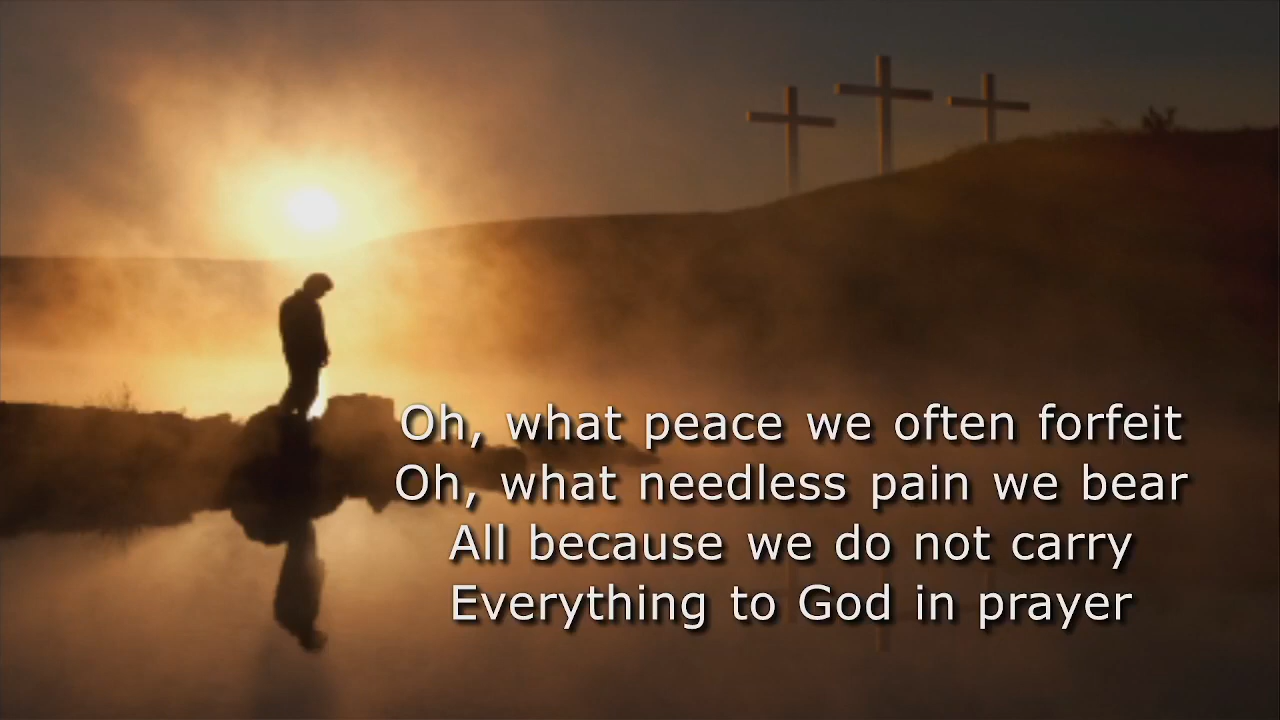 Oh, what peace we often forfeit
Oh, what needless pain we bear
All because we do not carry
Everything to God in prayer